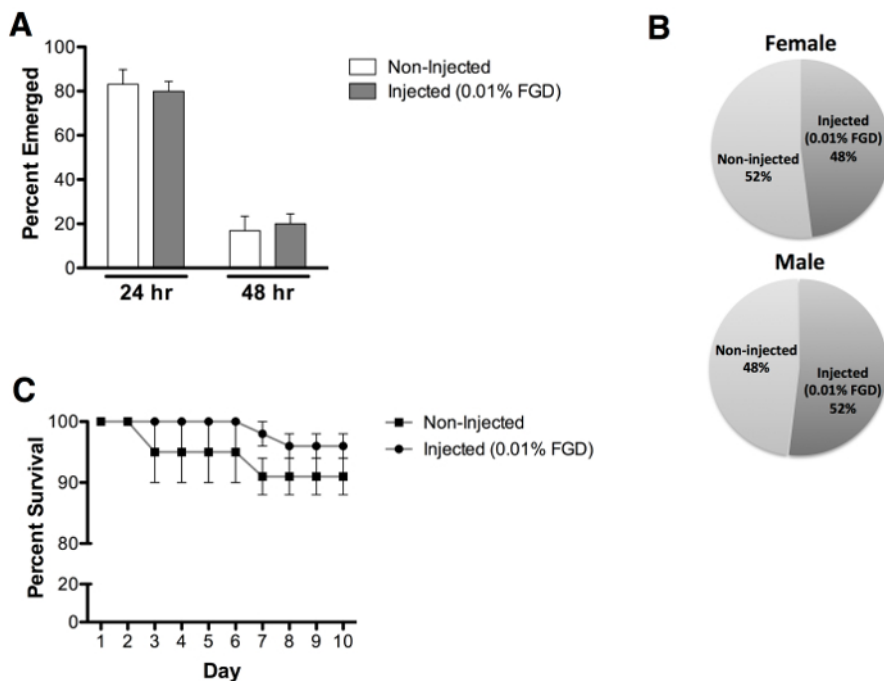 A
100
80
60
40
20
0
Percent Emerged
24 hr
48 hr
Non-Injected
Injected (0.01% FGD)
B
Female
Injected
(0.01% FGD)
48%
Non-injected
52%
Male
Non-injected
48%
Injected
(0.01% FGD)
52%
C
100
90
80
20
0
Percent Survival
1 2 3 4 5 6 7 8 9 10
Day
Non-Injected
Injected (0.01% FGD)